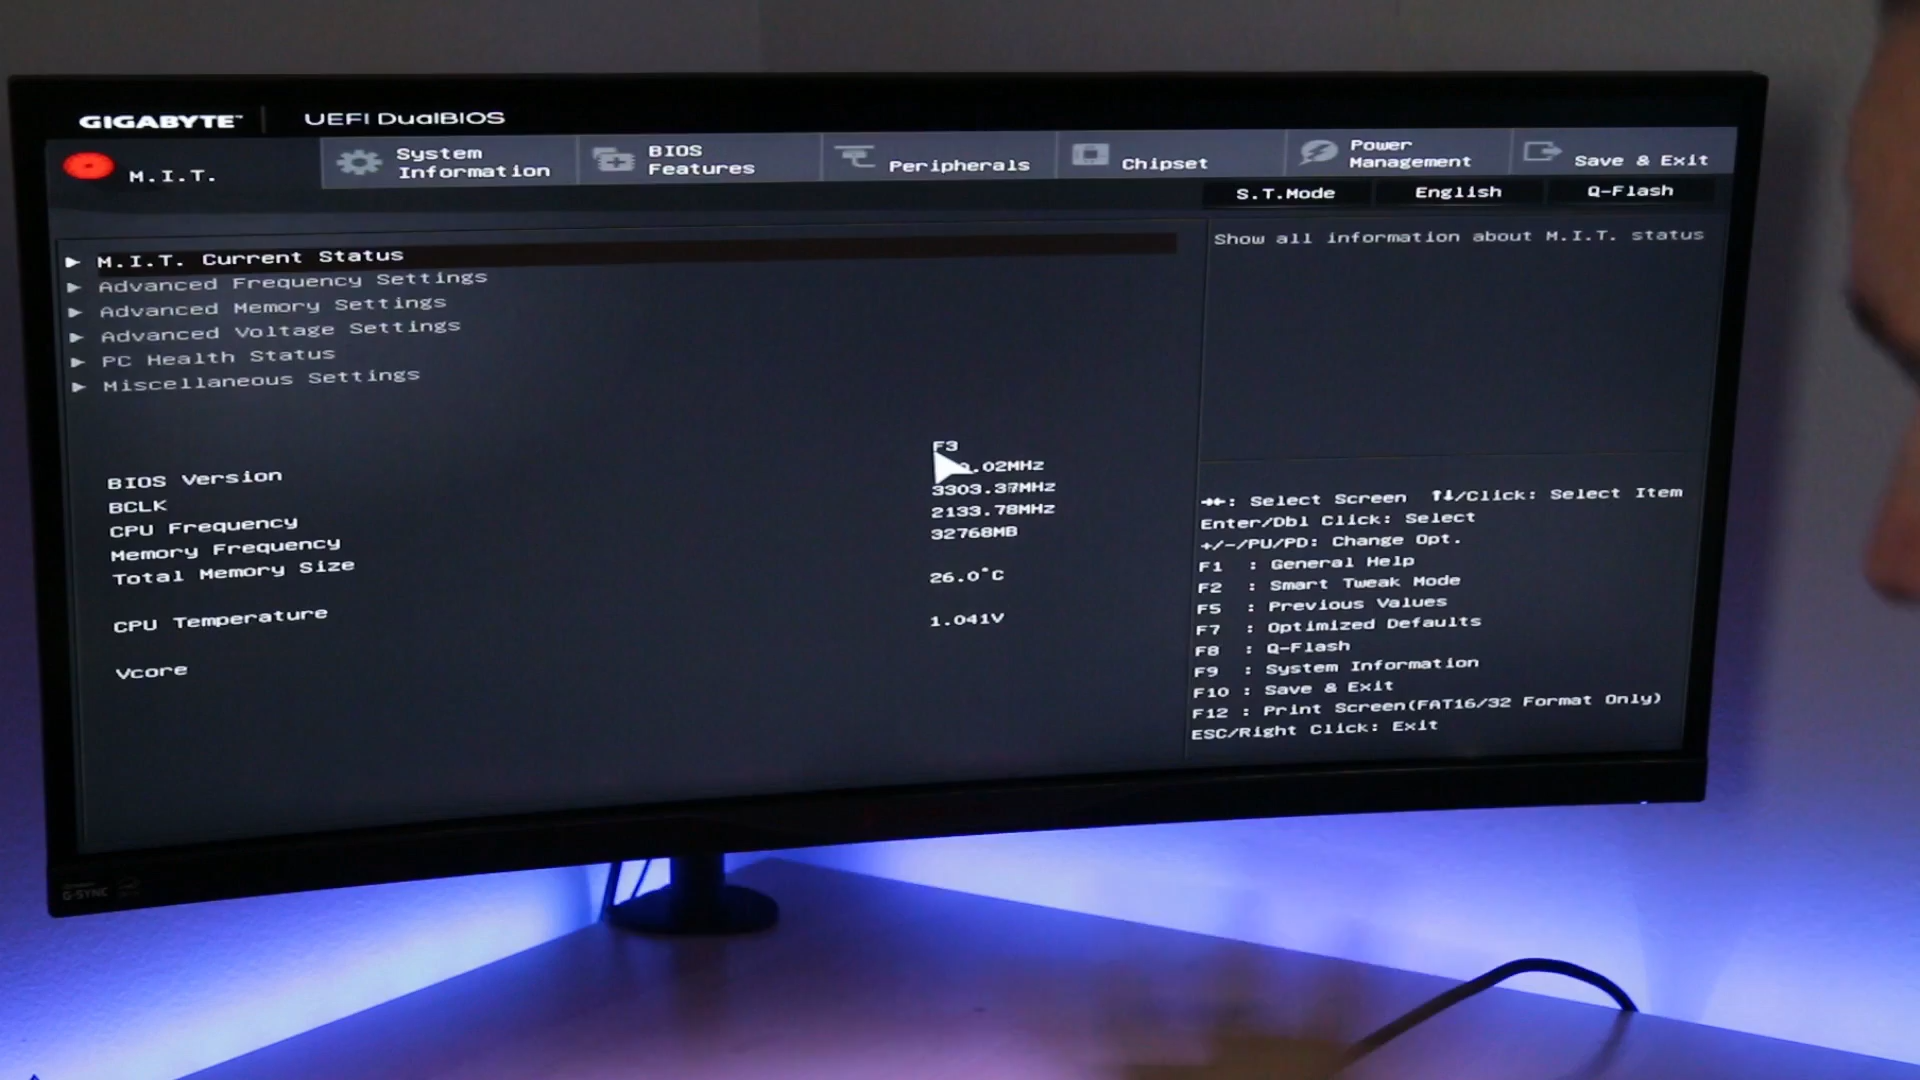 GIGABYTE™ UEFI DualBIOS
M.I.T.
System
Information
BIOS
Features
Peripherals
Chipset
Power
Management
Save & Exit
S.T.Mode English Q-Flash
M.I.T. Current Status
Advanced Frequency Settings
Advanced Memory Settings
Advanced Voltage Settings
PC Health Status
Miscellaneous Settings
Show all information about M.I.T. status
BIOS Version F3
BCLK .02MHz
CPU Frequency 3303.37MHz
Memory Frequency 2133.78MHz
Total Memory Size 32768MB
CPU Temperature 26.0°C
Vcore 1.041V
→←: Select Screen ↑↓/Click: Select Item
Enter/Dbl Click: Select
+/-/PU/PD: Change Opt.
F1 : General Help
F2 : Smart Tweak Mode
F5 : Previous Values
F7 : Optimized Defaults
F8 : Q-Flash
F9 : System Information
F10 : Save & Exit
F12 : Print Screen(FAT16/32 Format Only)
ESC/Right Click: Exit
G-SYNC